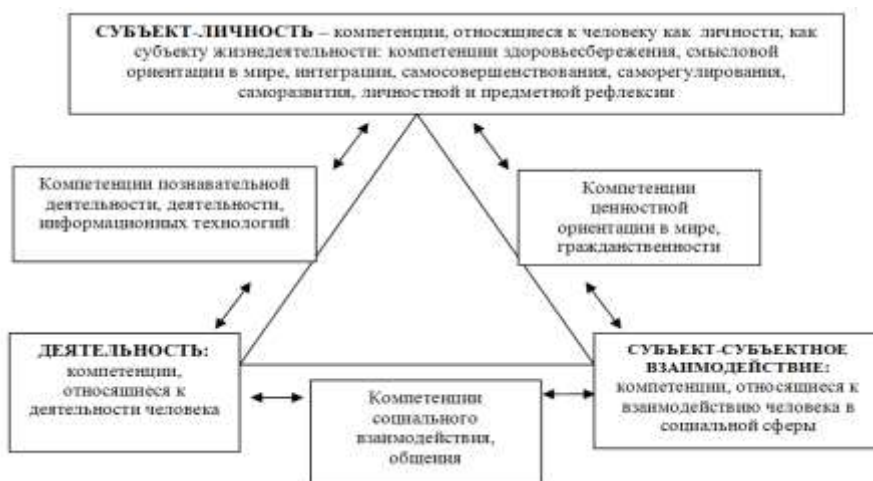 СУБЪЕКТ-ЛИЧНОСТЬ – компетенции, относящиеся к человеку как личности, как
субъекту жизнедеятельности: компетенции здоровьесбережения, смысловой
ориентации в мире, интеграции, самосовершенствования, саморегулирования,
саморазвития, личностной и предметной рефлексии
Компетенции познавательной
деятельности, деятельности,
информационных технологий
Компетенции
ценностной
ориентации в мире,
гражданственности
ДЕЯТЕЛЬНОСТЬ:
компетенции,
относящиеся к
деятельности человека
Компетенции
социального
взаимодействия,
общения
СУБЪЕКТ-СУБЪЕКТНОЕ
ВЗАИМОДЕЙСТВИЕ:
компетенции, относящиеся к
взаимодействию человека в
социальной сферы